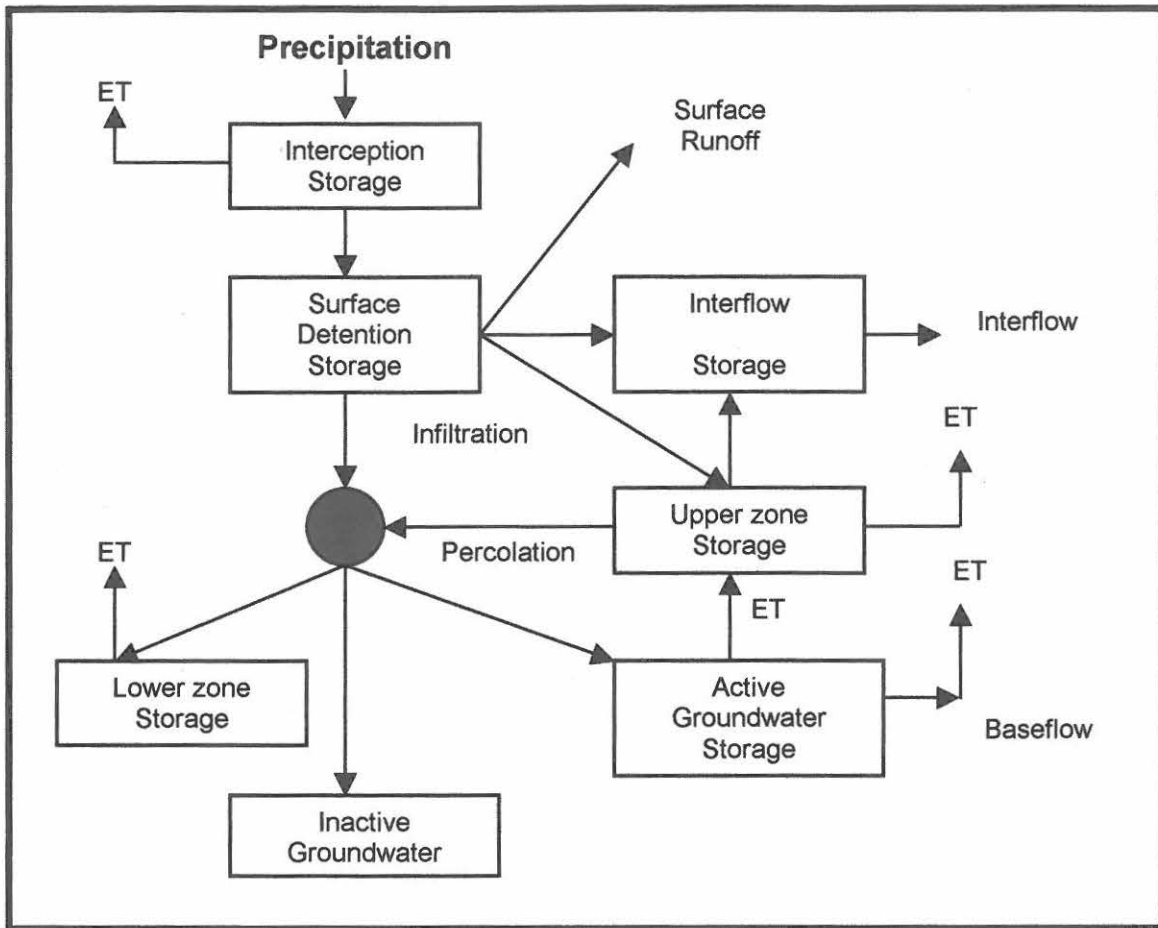 Precipitation
ET
Surface
Runoff
Interception
Storage
Surface
Detention
Storage
Interflow
Storage
Interflow
Infiltration
ET
Upper zone
Storage
Percolation
ET
ET
ET
Lower zone
Storage
Active
Groundwater
Storage
Baseflow
Inactive
Groundwater